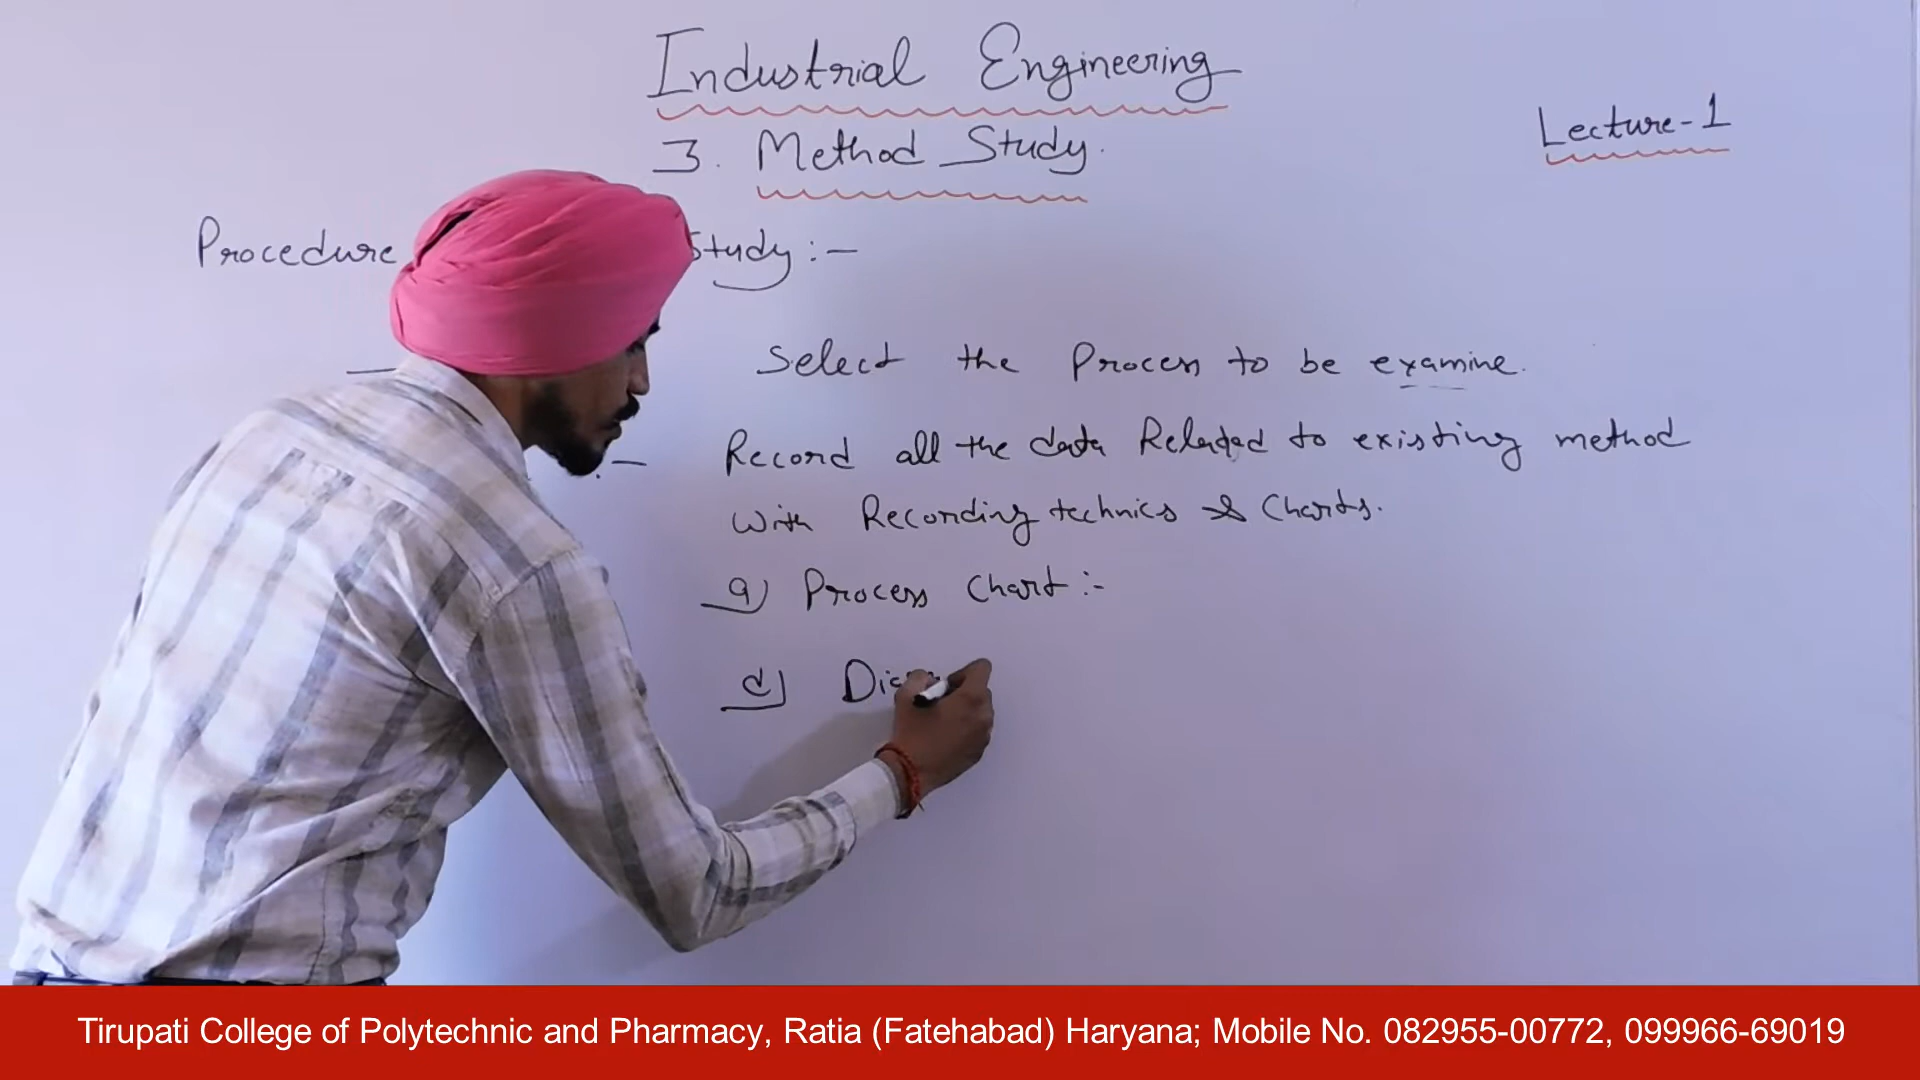 Industrial Engineering
Lecture-1
3. Method Study.
Procedure Study :-
Select the Process to be examine.
Record all the data Related to existing method
With Recording technics & Charts.
a) Process Chart :-
d)
Tirupati College of Polytechnic and Pharmacy, Ratia (Fatehabad) Haryana; Mobile No. 082955-00772, 099966-69019